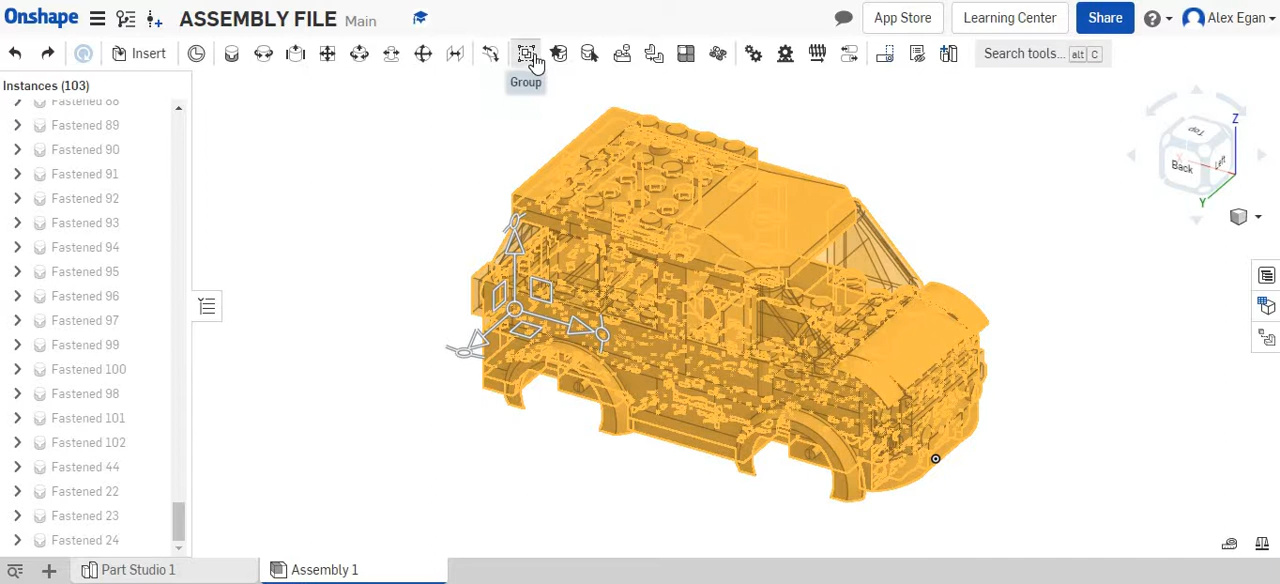 Onshape
ASSEMBLY FILE Main
App Store
Learning Center
Share
Alex Egan
Insert
Search tools... alt C
Group
Instances (103)
Fastened 88
Fastened 89
Fastened 90
Fastened 91
Fastened 92
Fastened 93
Fastened 94
Fastened 95
Fastened 96
Fastened 97
Fastened 99
Fastened 100
Fastened 98
Fastened 101
Fastened 102
Fastened 44
Fastened 22
Fastened 23
Fastened 24
Z
Top
Back
Left
X
Y
Part Studio 1
Assembly 1